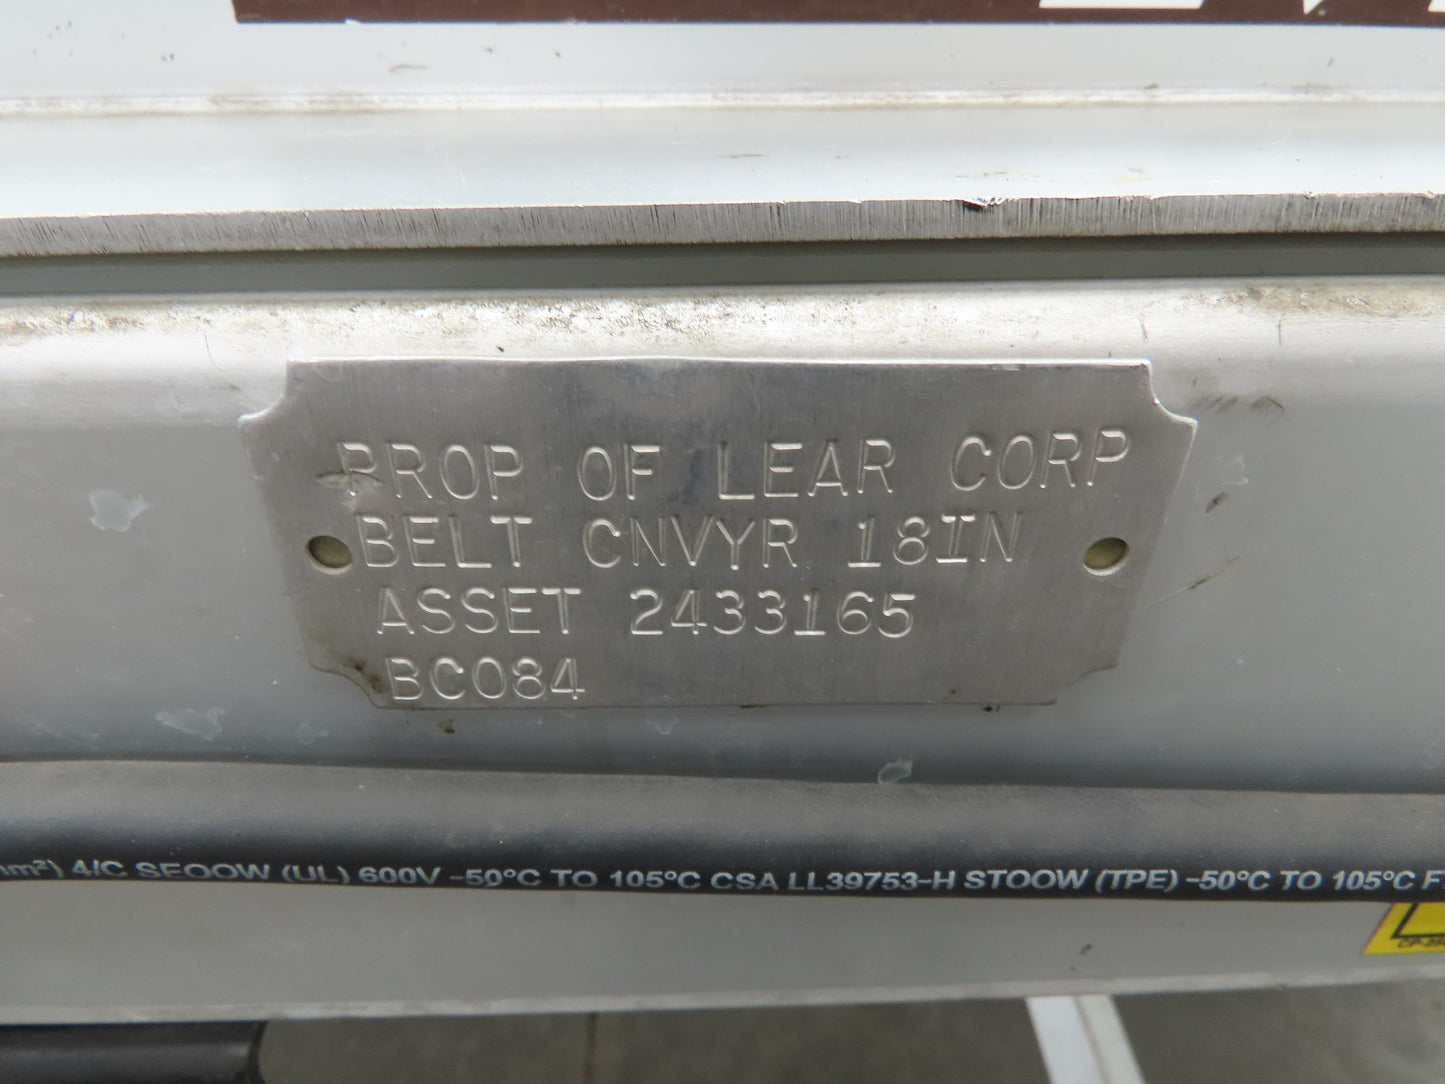 PROP OF LEAR CORP
BELT CNVYR 18IN
ASSET 2433165
BC084
mm²) 4/C SEOOW (UL) 600V -50°C TO 105°C CSA LL39753-H STOOW (TPE) -50°C TO 105°C F